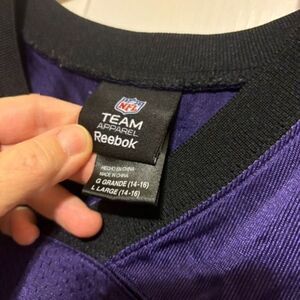 NFL
TEAM
APPAREL
Reebok
HECHO EN CHINA
MADE IN CHINA
G GRANDE (14-16)
L LARGE (14-16)